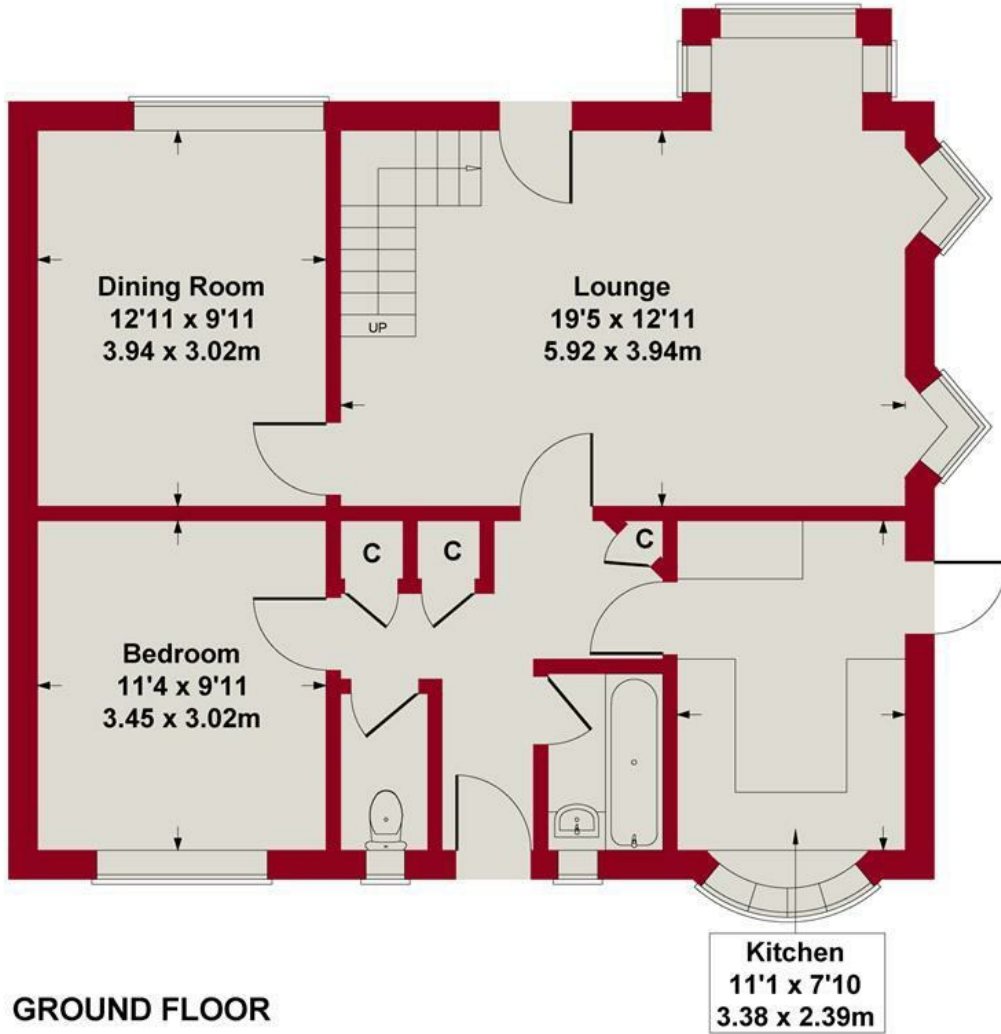 Dining Room
12'11 x 9'11
3.94 x 3.02m
UP
Lounge
19'5 x 12'11
5.92 x 3.94m
C
C
C
Bedroom
11'4 x 9'11
3.45 x 3.02m
Kitchen
11'1 x 7'10
3.38 x 2.39m
GROUND FLOOR